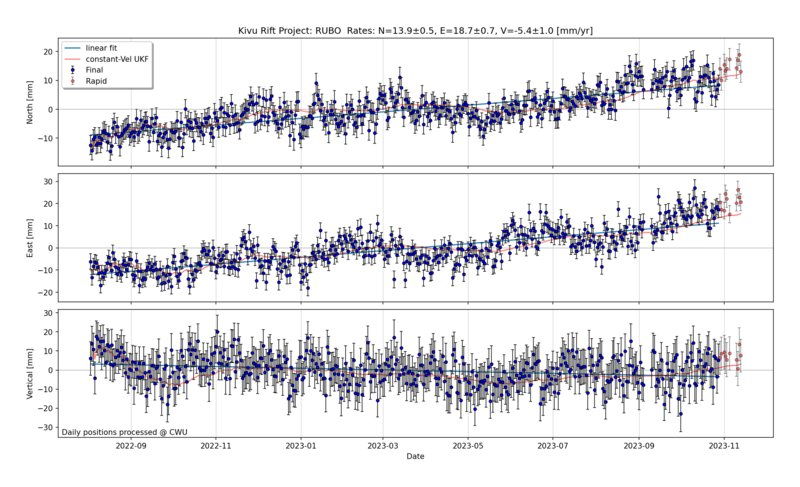 Kivu Rift Project: RUBO  Rates: N=13.9±0.5, E=18.7±0.7, V=-5.4±1.0 [mm/yr]
linear fit
constant-Vel UKF
Final
Rapid
North [mm]
20
10
0
−10
East [mm]
30
20
10
0
−10
−20
Vertical [mm]
30
20
10
0
−10
−20
−30
Daily positions processed @ CWU
2022-09
2022-11
2023-01
2023-03
2023-05
2023-07
2023-09
2023-11
Date